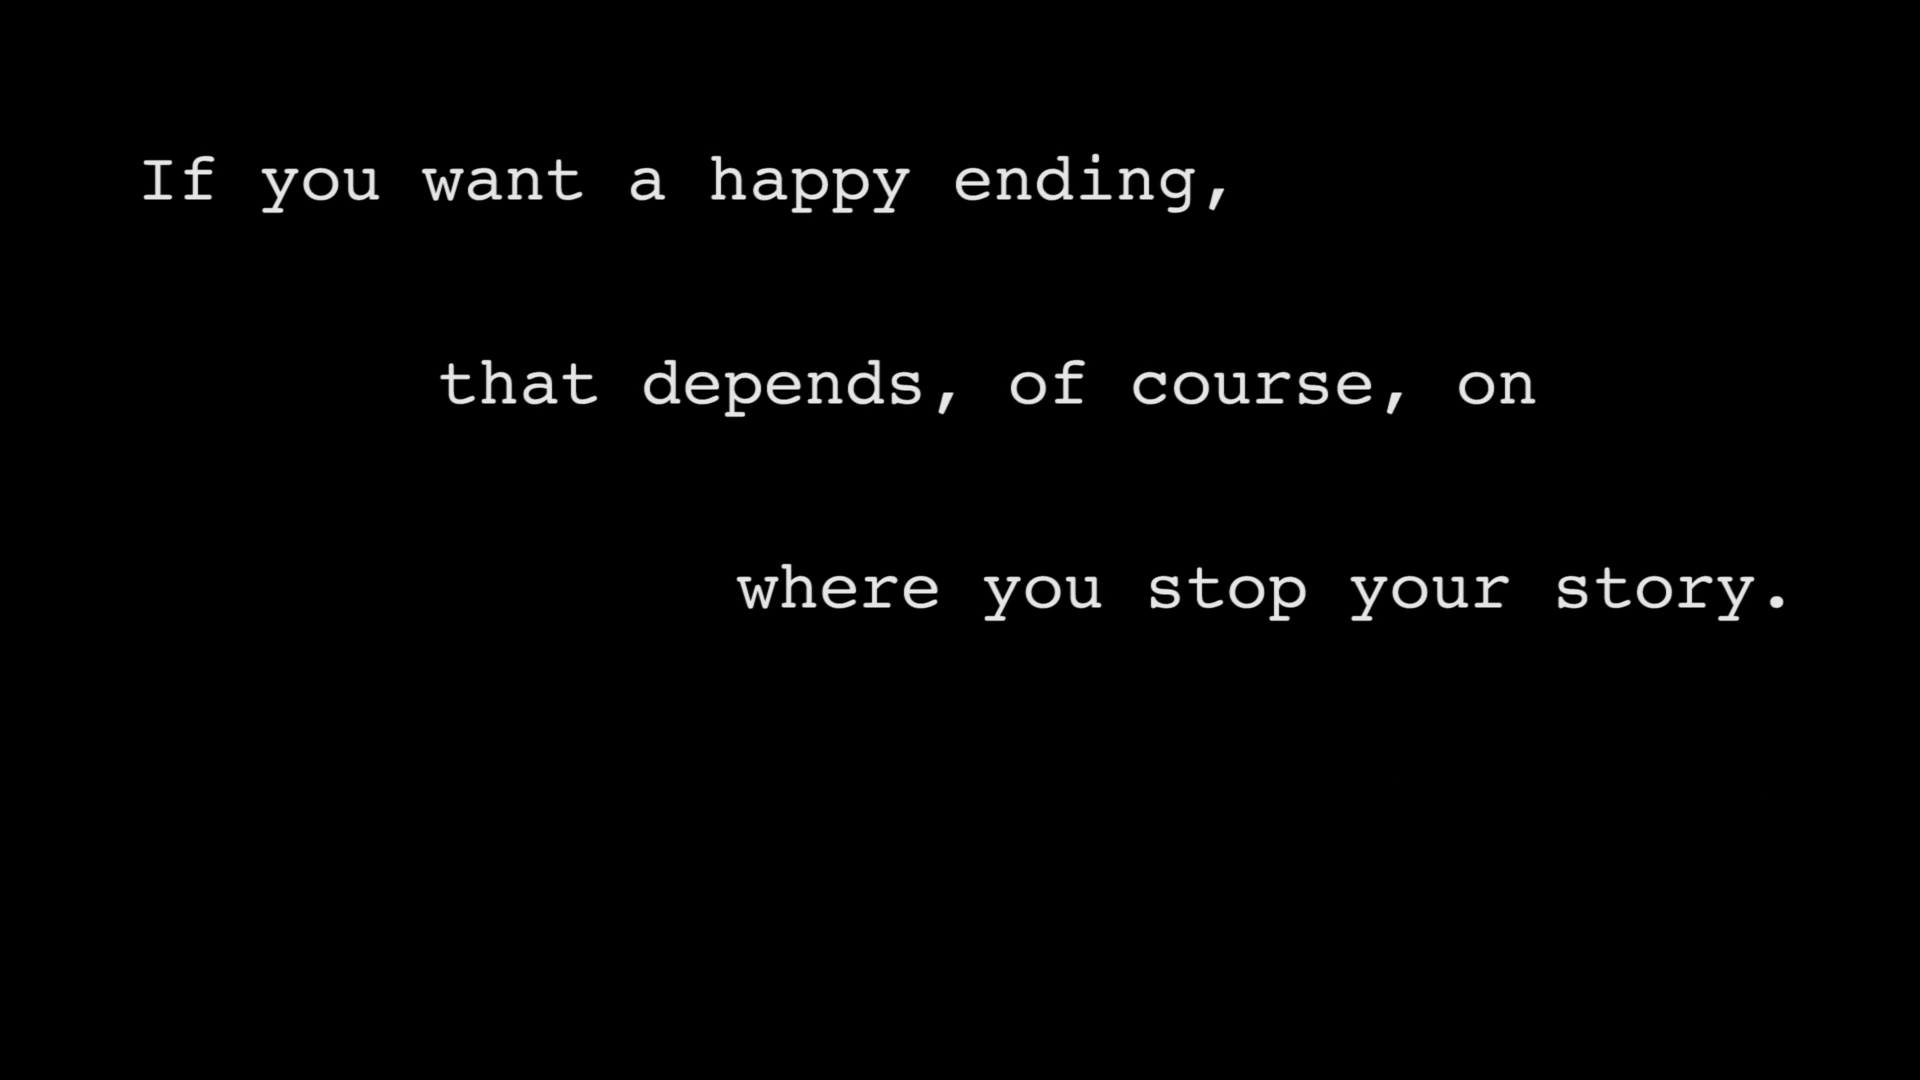 If you want a happy ending,
that depends, of course, on
where you stop your story.